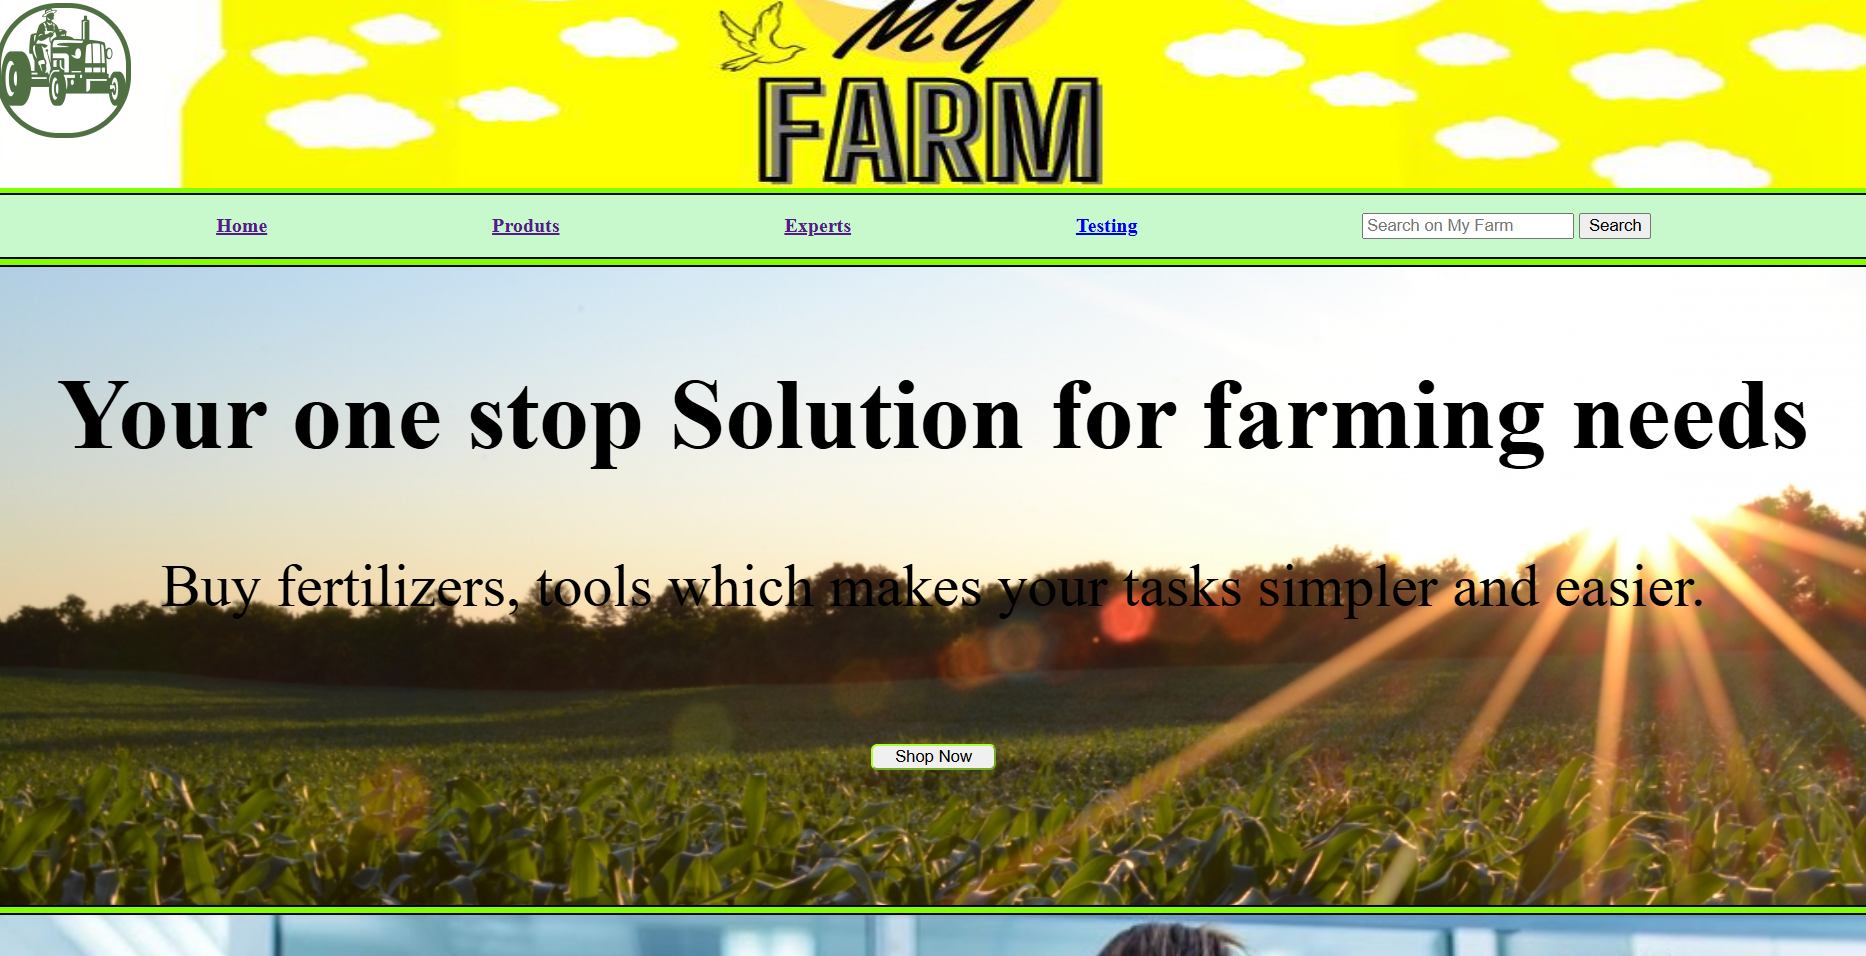 My
FARM
Home Produts Experts Testing Search on My Farm Search
Your one stop Solution for farming needs
Buy fertilizers, tools which makes your tasks simpler and easier.
Shop Now